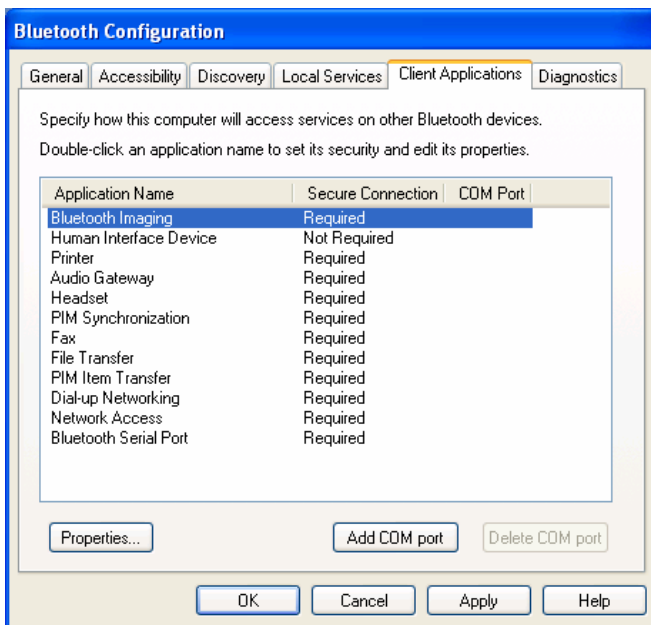 Bluetooth Configuration
General Accessibility Discovery Local Services Client Applications Diagnostics
Specify how this computer will access services on other Bluetooth devices.
Double-click an application name to set its security and edit its properties.
Application Name Secure Connection COM Port
Bluetooth Imaging Required
Human Interface Device Not Required
Printer Required
Audio Gateway Required
Headset Required
PIM Synchronization Required
Fax Required
File Transfer Required
PIM Item Transfer Required
Dial-up Networking Required
Network Access Required
Bluetooth Serial Port Required
Properties... Add COM port Delete COM port
OK Cancel Apply Help